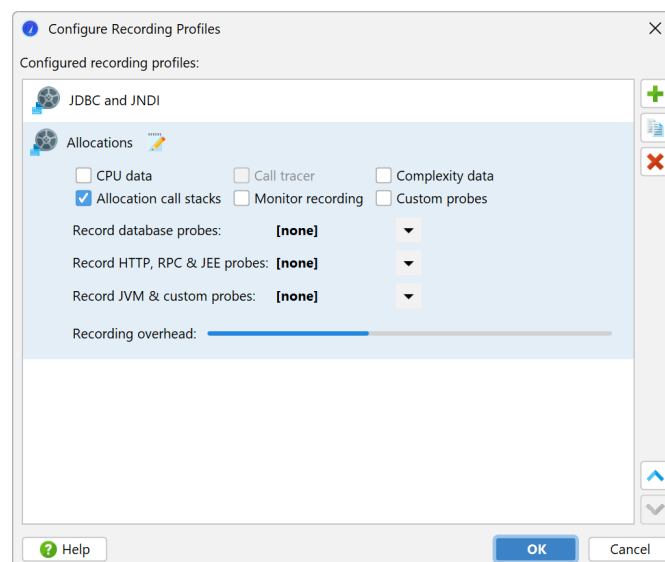 Configure Recording Profiles
Configured recording profiles:
JDBC and JNDI
Allocations
CPU data Call tracer Complexity data
Allocation call stacks Monitor recording Custom probes
Record database probes: [none]
Record HTTP, RPC & JEE probes: [none]
Record JVM & custom probes: [none]
Recording overhead:
Help OK Cancel